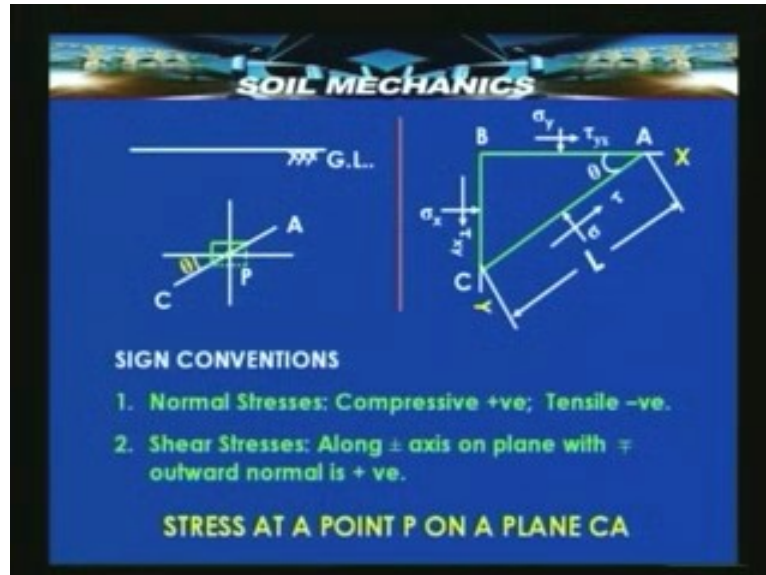 SOIL MECHANICS
G.L..
A
θ
P
C
σy
B
τyx
A
X
θ
σx
τxy
τ
σ
L
C
Y
SIGN CONVENTIONS
1. Normal Stresses: Compressive +ve; Tensile –ve.
2. Shear Stresses: Along ± axis on plane with ∓
outward normal is + ve.
STRESS AT A POINT P ON A PLANE CA